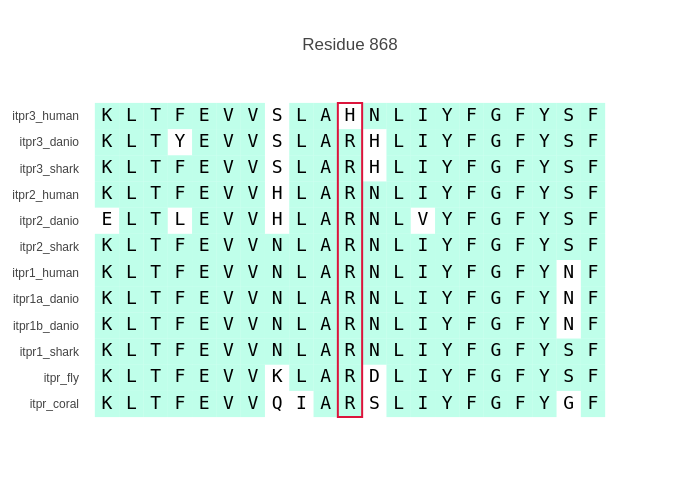 Residue 868
itpr3_human K L T F E V V S L A H N L I Y F G F Y S F
itpr3_danio K L T Y E V V S L A R H L I Y F G F Y S F
itpr3_shark K L T F E V V S L A R H L I Y F G F Y S F
itpr2_human K L T F E V V H L A R N L I Y F G F Y S F
itpr2_danio E L T L E V V H L A R N L V Y F G F Y S F
itpr2_shark K L T F E V V N L A R N L I Y F G F Y S F
itpr1_human K L T F E V V N L A R N L I Y F G F Y N F
itpr1a_danio K L T F E V V N L A R N L I Y F G F Y N F
itpr1b_danio K L T F E V V N L A R N L I Y F G F Y N F
itpr1_shark K L T F E V V N L A R N L I Y F G F Y S F
itpr_fly K L T F E V V K L A R D L I Y F G F Y S F
itpr_coral K L T F E V V Q I A R S L I Y F G F Y G F